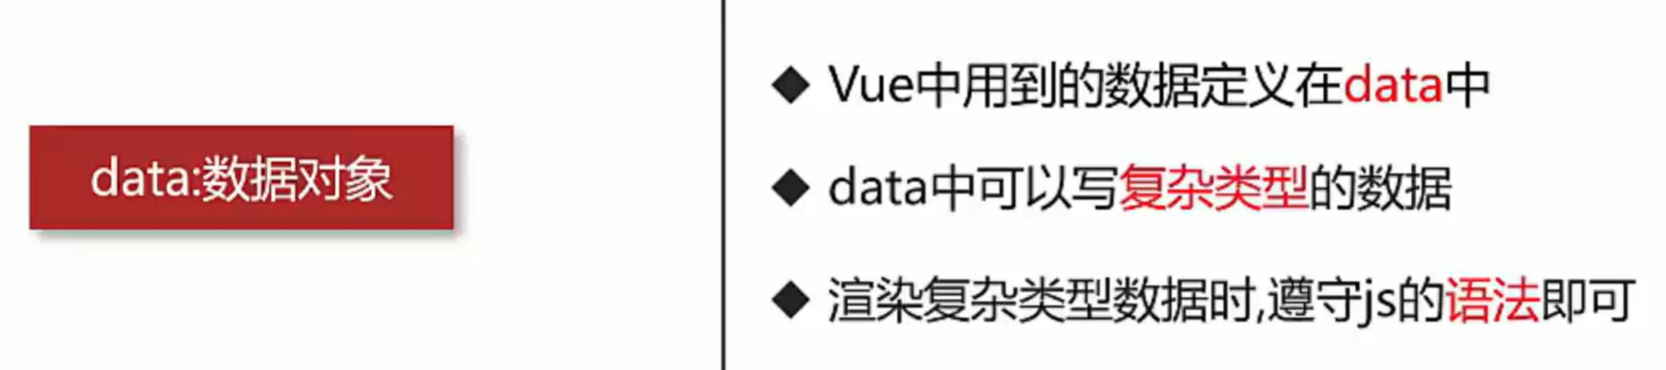 data:数据对象
◆ Vue中用到的数据定义在data中
◆ data中可以写复杂类型的数据
◆ 渲染复杂类型数据时,遵守js的语法即可